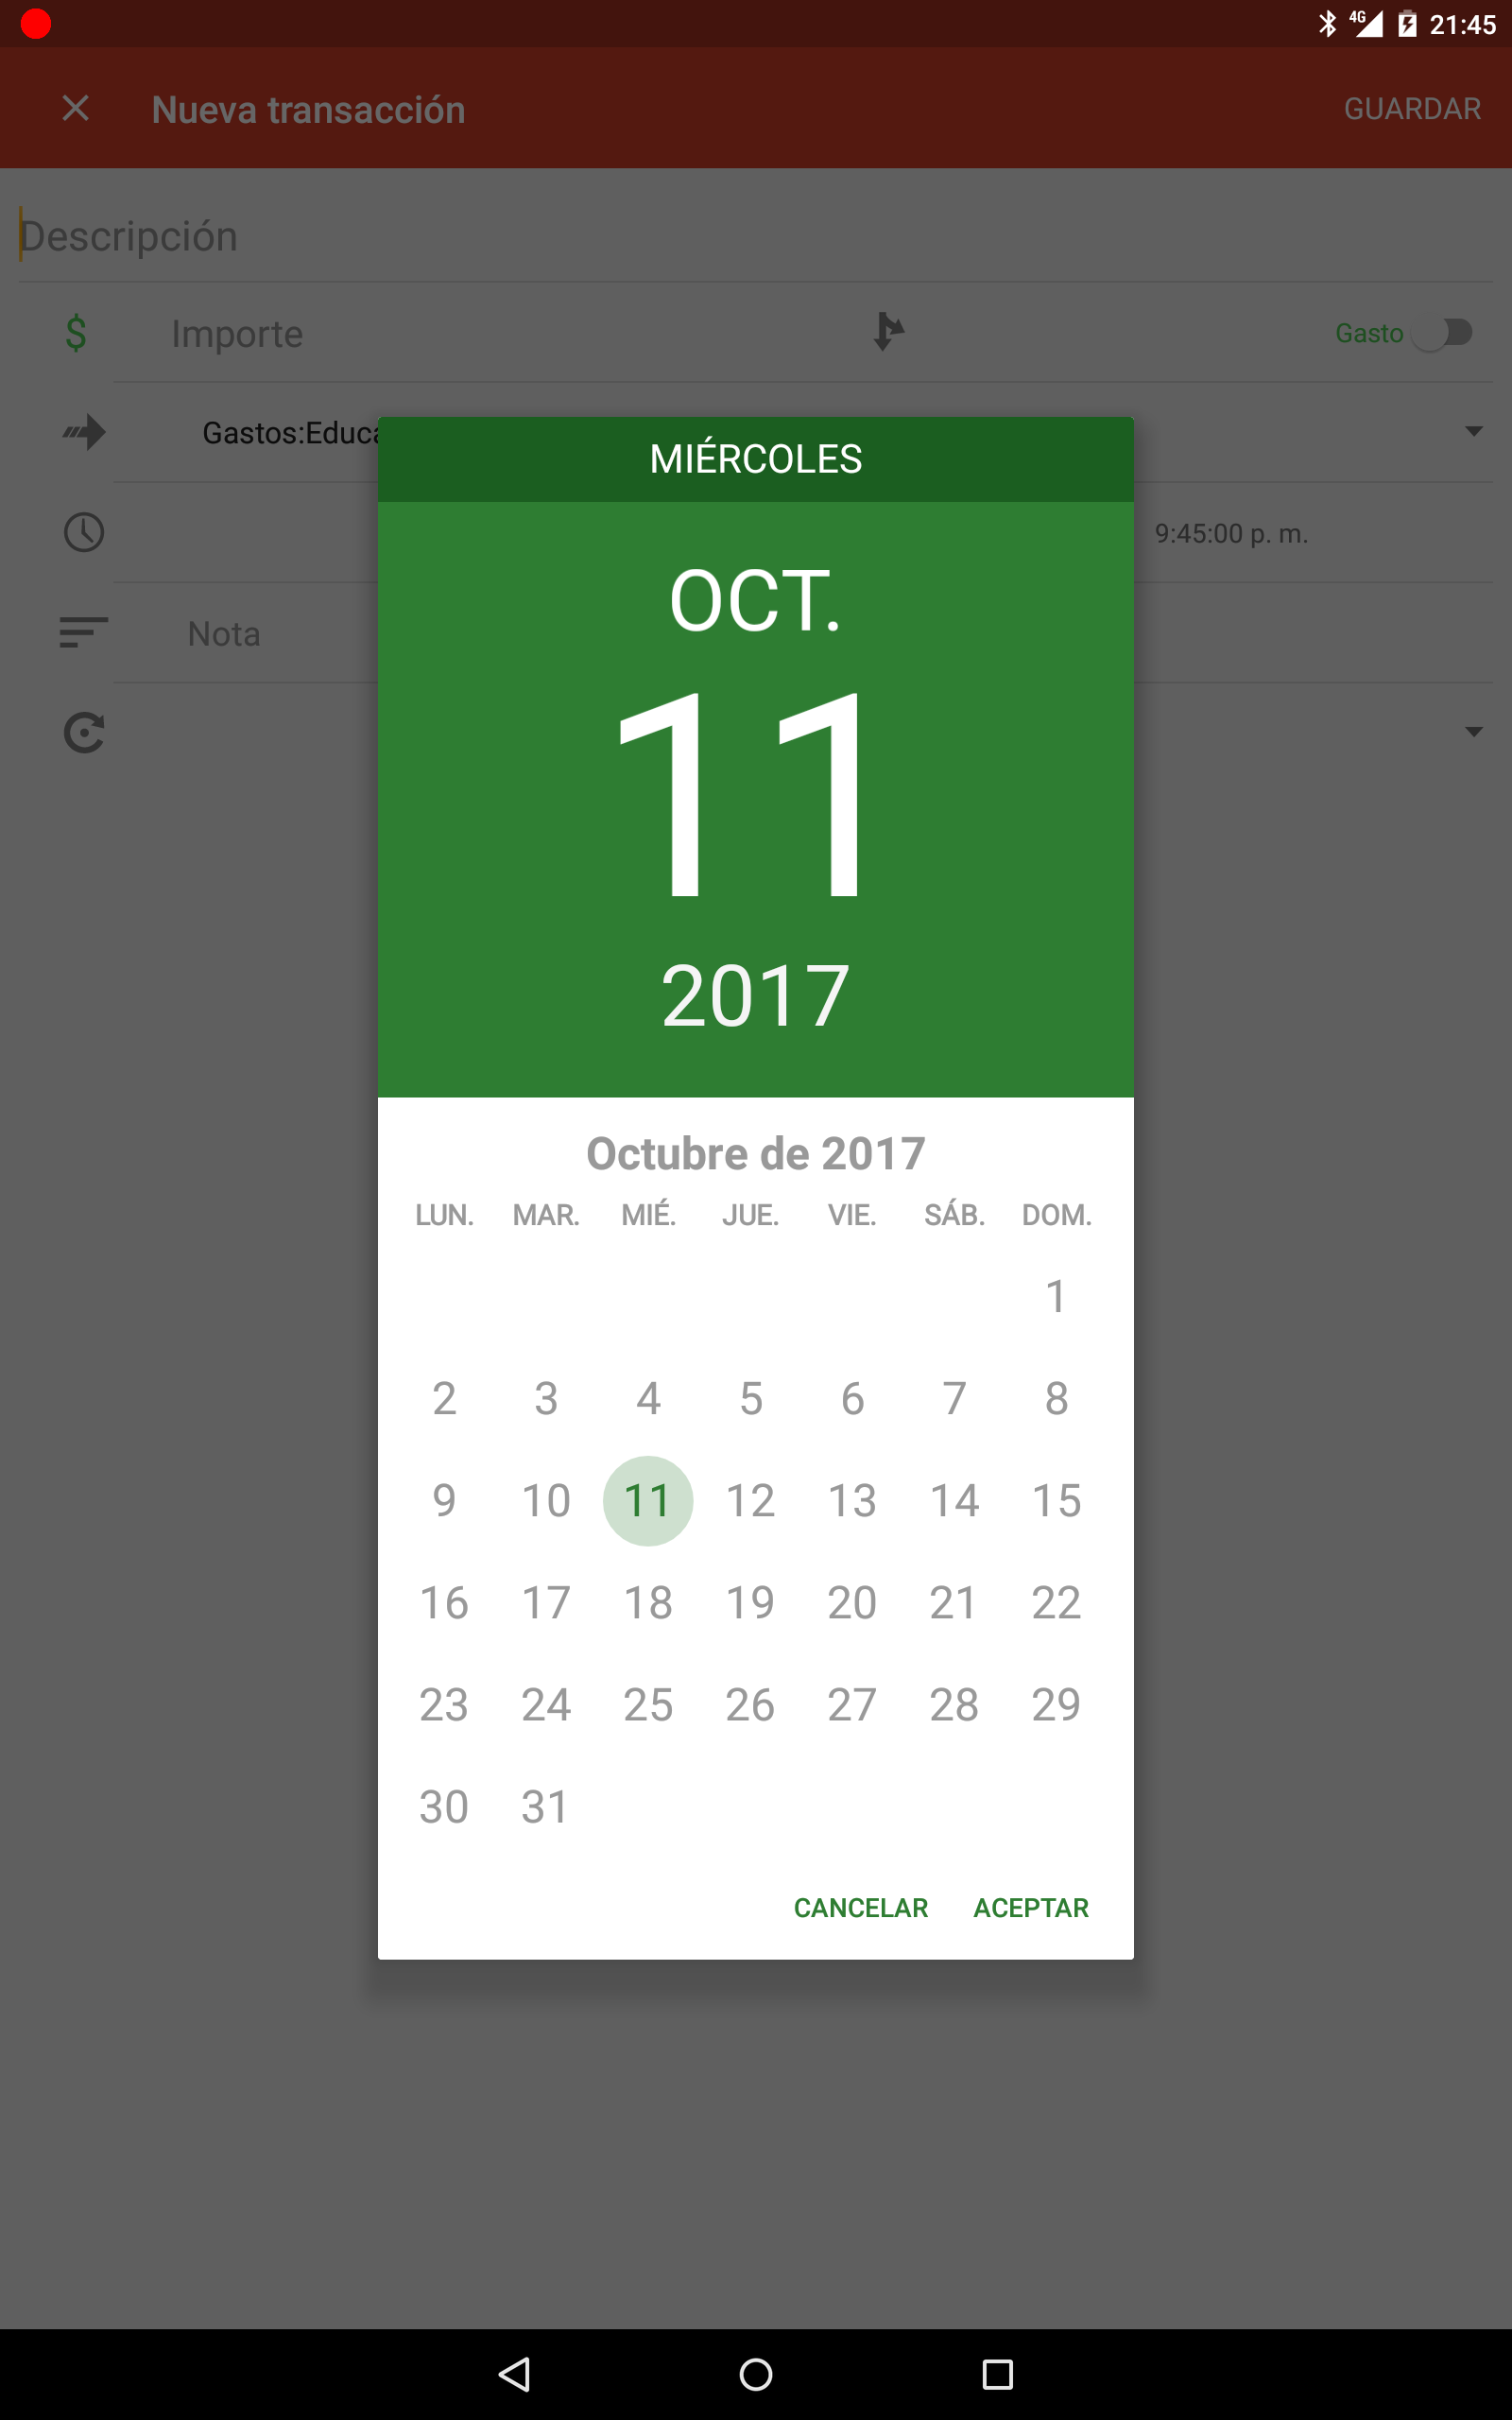 4G 21:45
Nueva transacción GUARDAR
Descripción
$ Importe Gasto
Gastos:
9:45:00 p. m.
Nota
MIÉRCOLES
OCT.
11
2017
Octubre de 2017
LUN. MAR. MIÉ. JUE. VIE. SÁB. DOM.
1
2 3 4 5 6 7 8
9 10 11 12 13 14 15
16 17 18 19 20 21 22
23 24 25 26 27 28 29
30 31
CANCELAR ACEPTAR